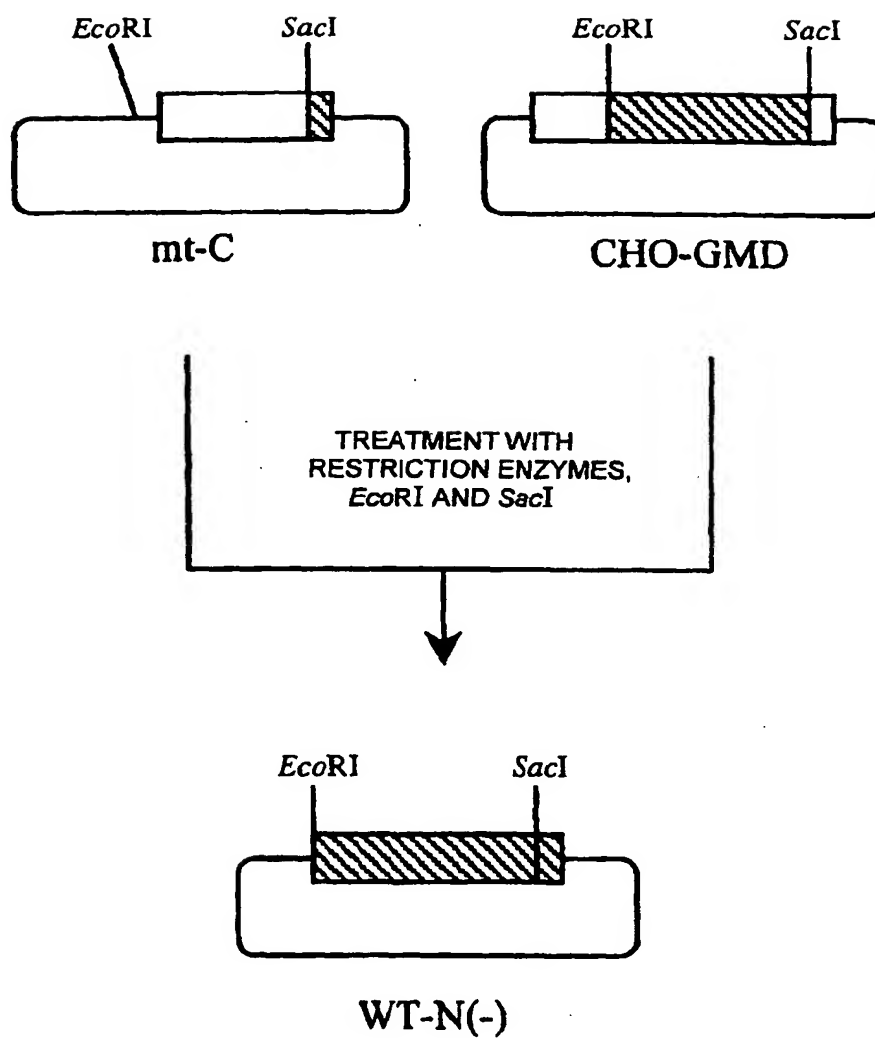 EcoRI SacI EcoRI SacI
mt-C CHO-GMD
TREATMENT WITH
RESTRICTION ENZYMES,
EcoRI AND SacI
EcoRI SacI
WT-N(-)